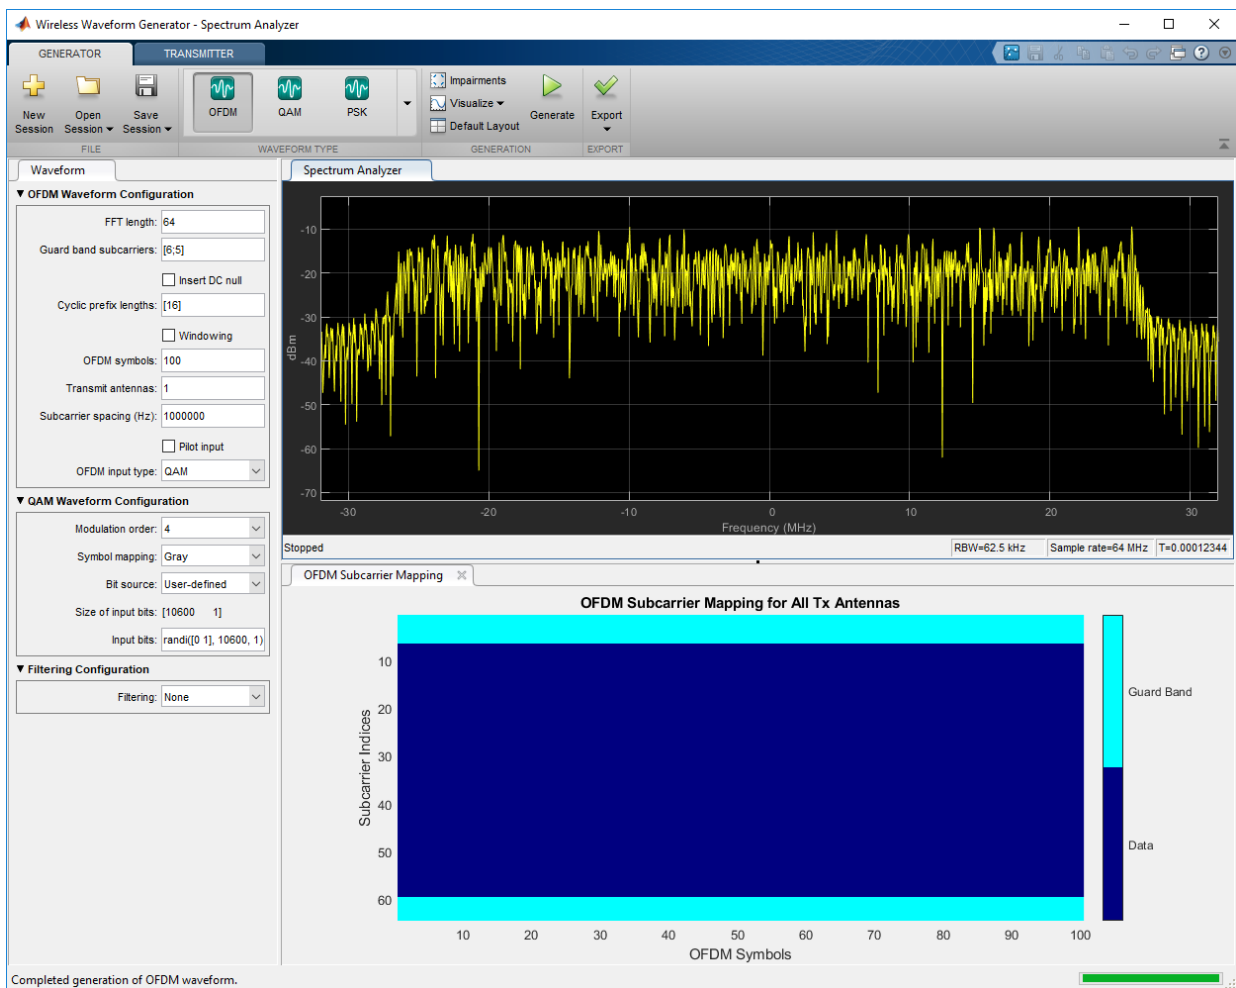 Wireless Waveform Generator - Spectrum Analyzer
GENERATOR
TRANSMITTER
New Session
Open Session
Save Session
FILE
OFDM
QAM
PSK
WAVEFORM TYPE
Impairments
Visualize
Default Layout
Generate
GENERATION
Export
EXPORT
Waveform
OFDM Waveform Configuration
FFT length: 64
Guard band subcarriers: [6;5]
Insert DC null
Cyclic prefix lengths: [16]
Windowing
OFDM symbols: 100
Transmit antennas: 1
Subcarrier spacing (Hz): 1000000
Pilot input
OFDM input type: QAM
QAM Waveform Configuration
Modulation order: 4
Symbol mapping: Gray
Bit source: User-defined
Size of input bits: [10600 1]
Input bits: randi([0 1], 10600, 1)
Filtering Configuration
Filtering: None
Spectrum Analyzer
-10
-20
-30
-40
-50
-60
-70
dBm
-30 -20 -10 0 10 20 30
Frequency (MHz)
Stopped
RBW=62.5 kHz
Sample rate=64 MHz
T=0.00012344
OFDM Subcarrier Mapping
OFDM Subcarrier Mapping for All Tx Antennas
10
20
30
40
50
60
Subcarrier Indices
10 20 30 40 50 60 70 80 90 100
OFDM Symbols
Guard Band
Data
Completed generation of OFDM waveform.